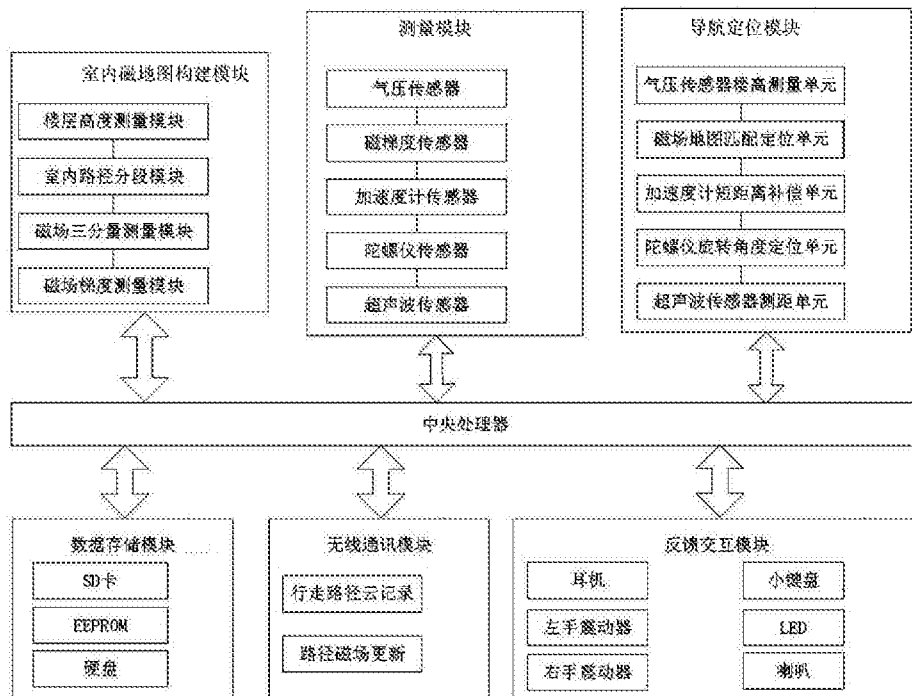 室内磁地图构建模块
楼层高度测量模块
室内路径分段模块
磁场三分量测量模块
磁场梯度测量模块
测量模块
气压传感器
磁梯度传感器
加速度计传感器
陀螺仪传感器
超声波传感器
导航定位模块
气压传感器楼高测量单元
磁场地图匹配定位单元
加速度计短距离补偿单元
陀螺仪旋转角度定位单元
超声波传感器测距单元
中央处理器
数据存储模块
SD卡
EEPROM
硬盘
无线通讯模块
行走路径云记录
路径磁场更新
反馈交互模块
耳机
小键盘
左手震动器
LED
右手震动器
喇叭